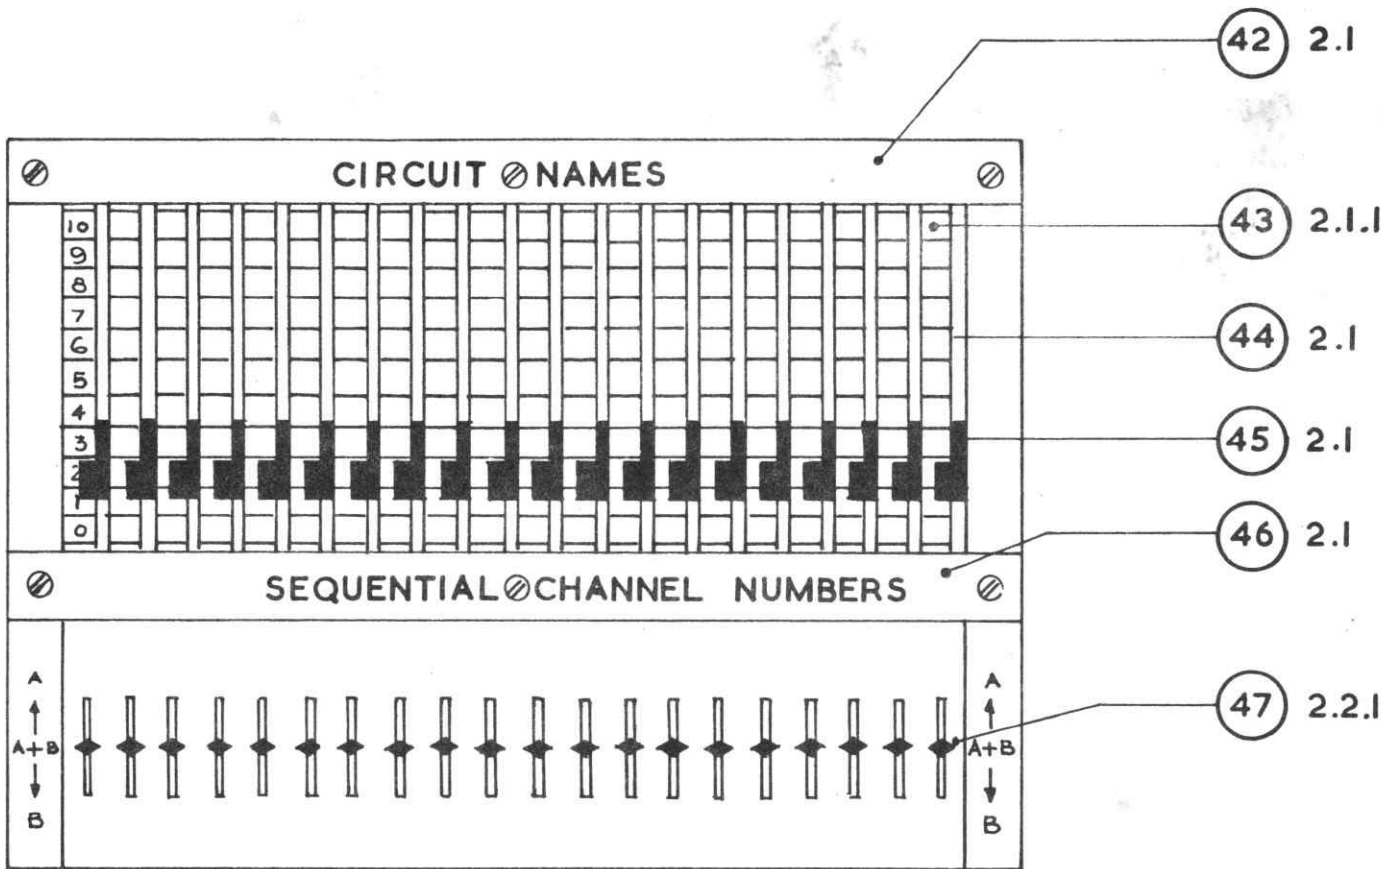 42 2.1
CIRCUIT NAMES
43 2.1.1
10
9
8
7
6
5
4
3
2
1
0
44 2.1
45 2.1
46 2.1
SEQUENTIAL CHANNEL NUMBERS
47 2.2.1
A
A+B
B
A
A+B
B